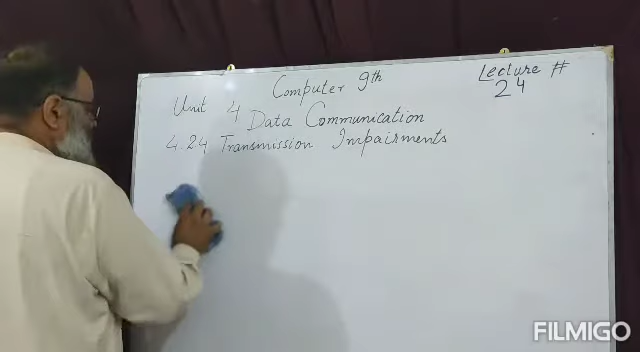 Computer 9th
Lecture #
24
Unit 4
Data Communication
4.24 Transmission Impairments
FILMIGO